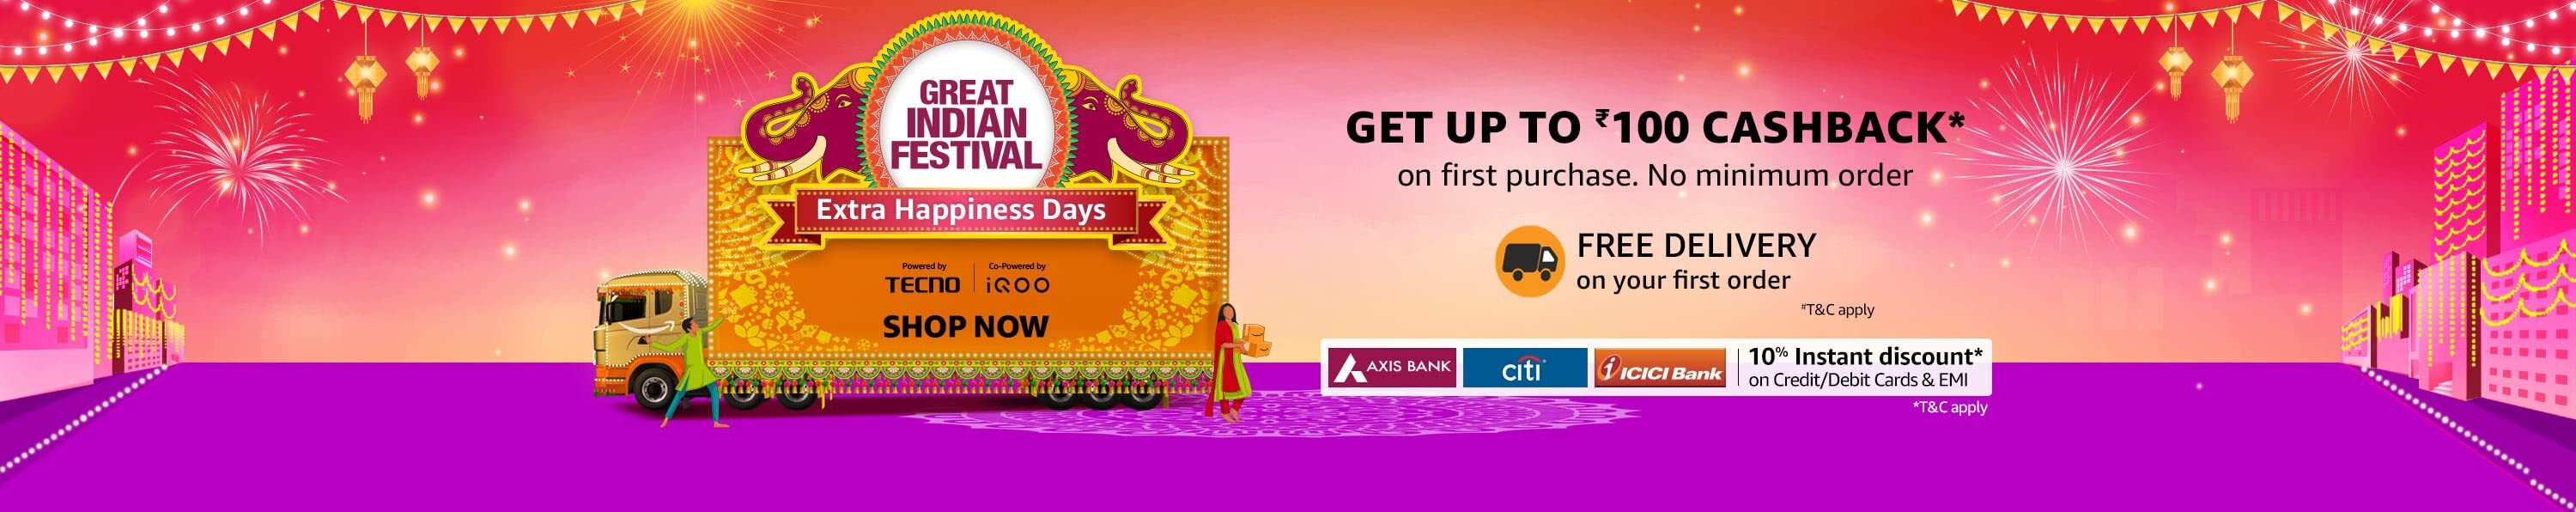 GREAT
INDIAN
FESTIVAL
Extra Happiness Days
Powered by
TECNO
Co-Powered by
iQOO
SHOP NOW
GET UP TO ₹100 CASHBACK*
on first purchase. No minimum order
FREE DELIVERY
on your first order
#T&C apply
AXIS BANK
citi
ICICI Bank
10% Instant discount*
on Credit/Debit Cards & EMI
*T&C apply